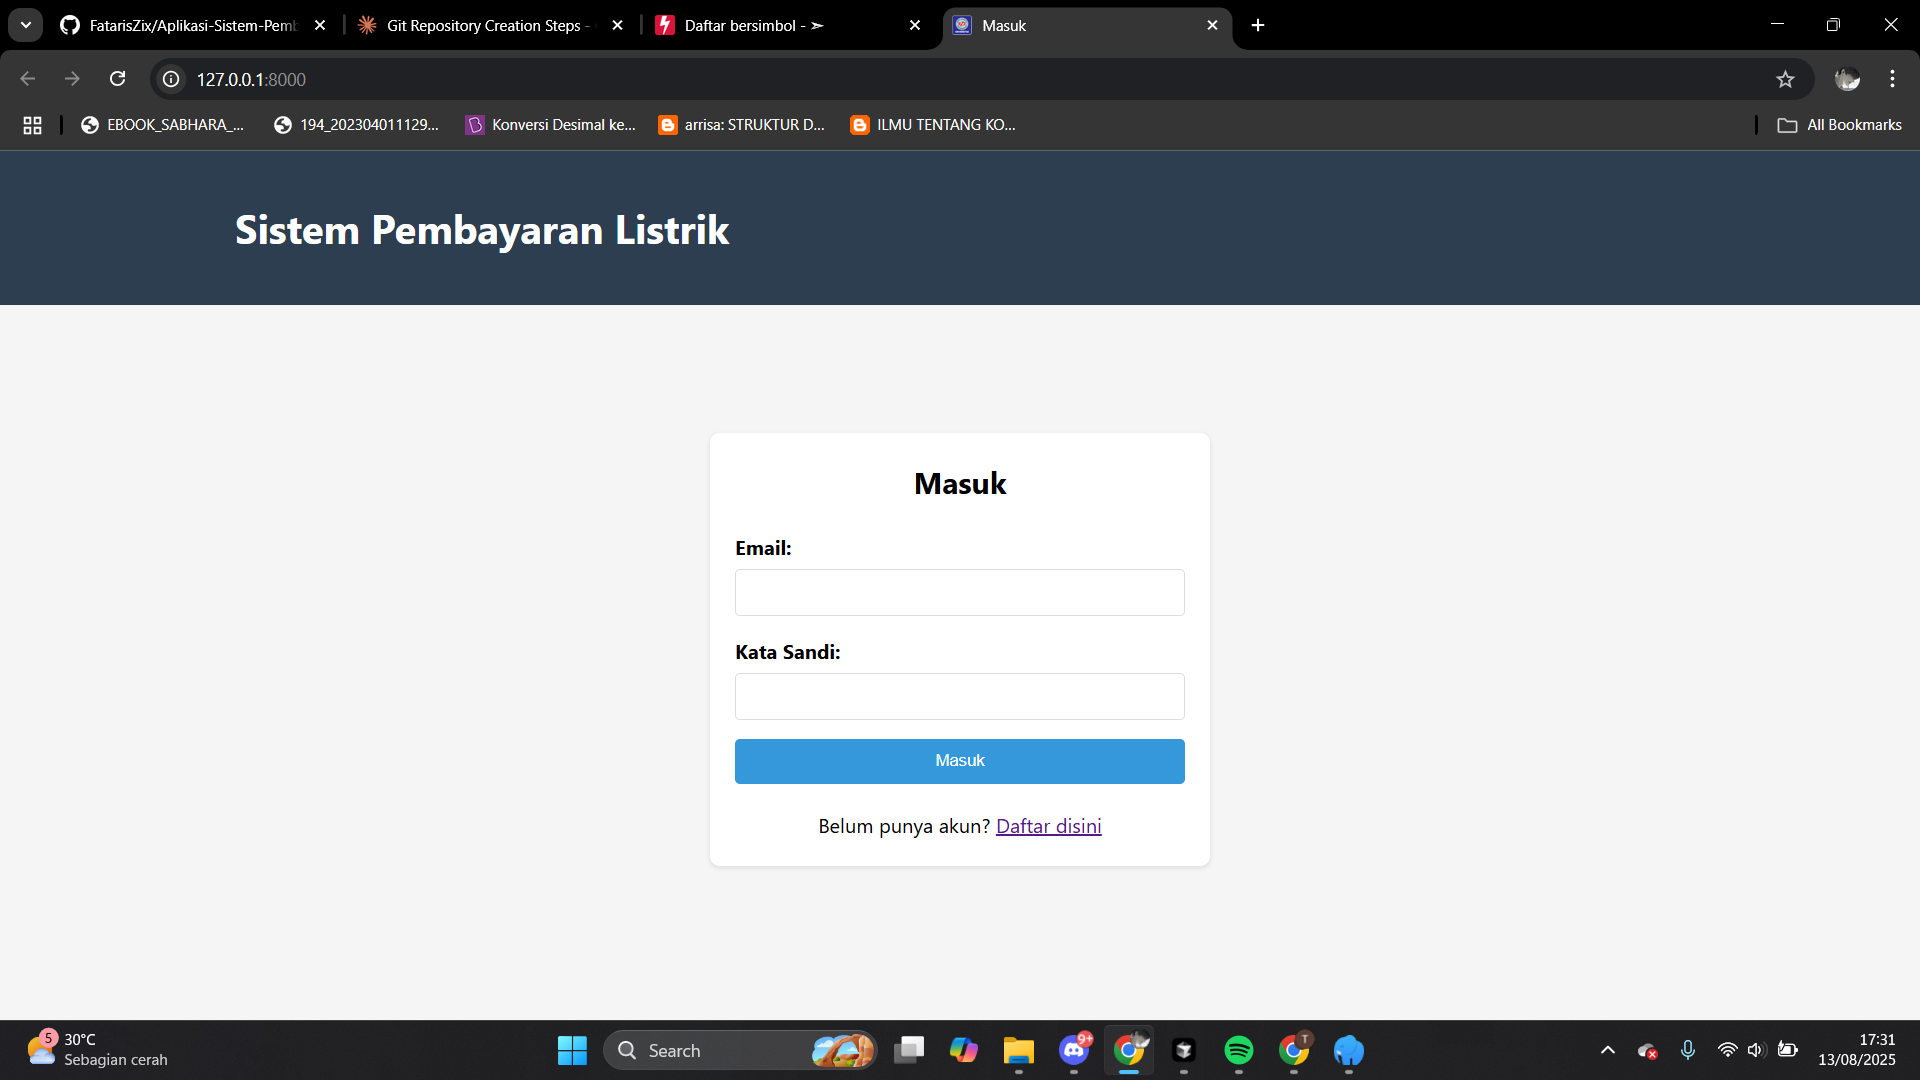 FatarisZix/Aplikasi-Sistem-Pemb
Git Repository Creation Steps -
Daftar bersimbol - ➣
Masuk
127.0.0.1:8000
EBOOK_SABHARA_...
194_202304011129...
Konversi Desimal ke...
arrisa: STRUKTUR D...
ILMU TENTANG KO...
All Bookmarks
Sistem Pembayaran Listrik
Masuk
Email:
Kata Sandi:
Masuk
Belum punya akun? Daftar disini
5
30°C
Sebagian cerah
Search
9+
T
17:31
13/08/2025